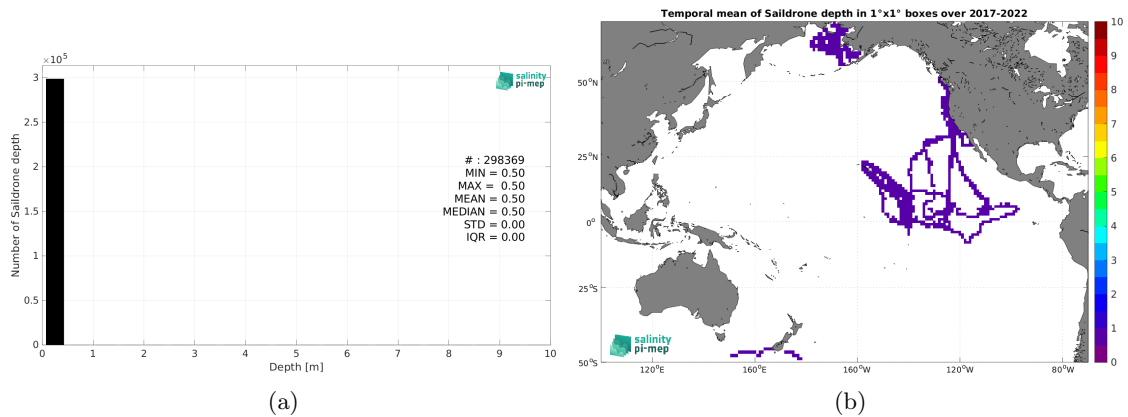 ×10⁵
3
2.5
2
1.5
1
0.5
0
Number of Saildrone depth
0 1 2 3 4 5 6 7 8 9 10
Depth [m]
salinity
pi-mep
# : 298369
MIN = 0.50
MAX = 0.50
MEAN = 0.50
MEDIAN = 0.50
STD = 0.00
IQR = 0.00
(a)
Temporal mean of Saildrone depth in 1°x1° boxes over 2017-2022
50°N
25°N
0°
25°S
50°S
120°E 160°E 160°W 120°W 80°W
salinity
pi-mep
10
9
8
7
6
5
4
3
2
1
0
(b)